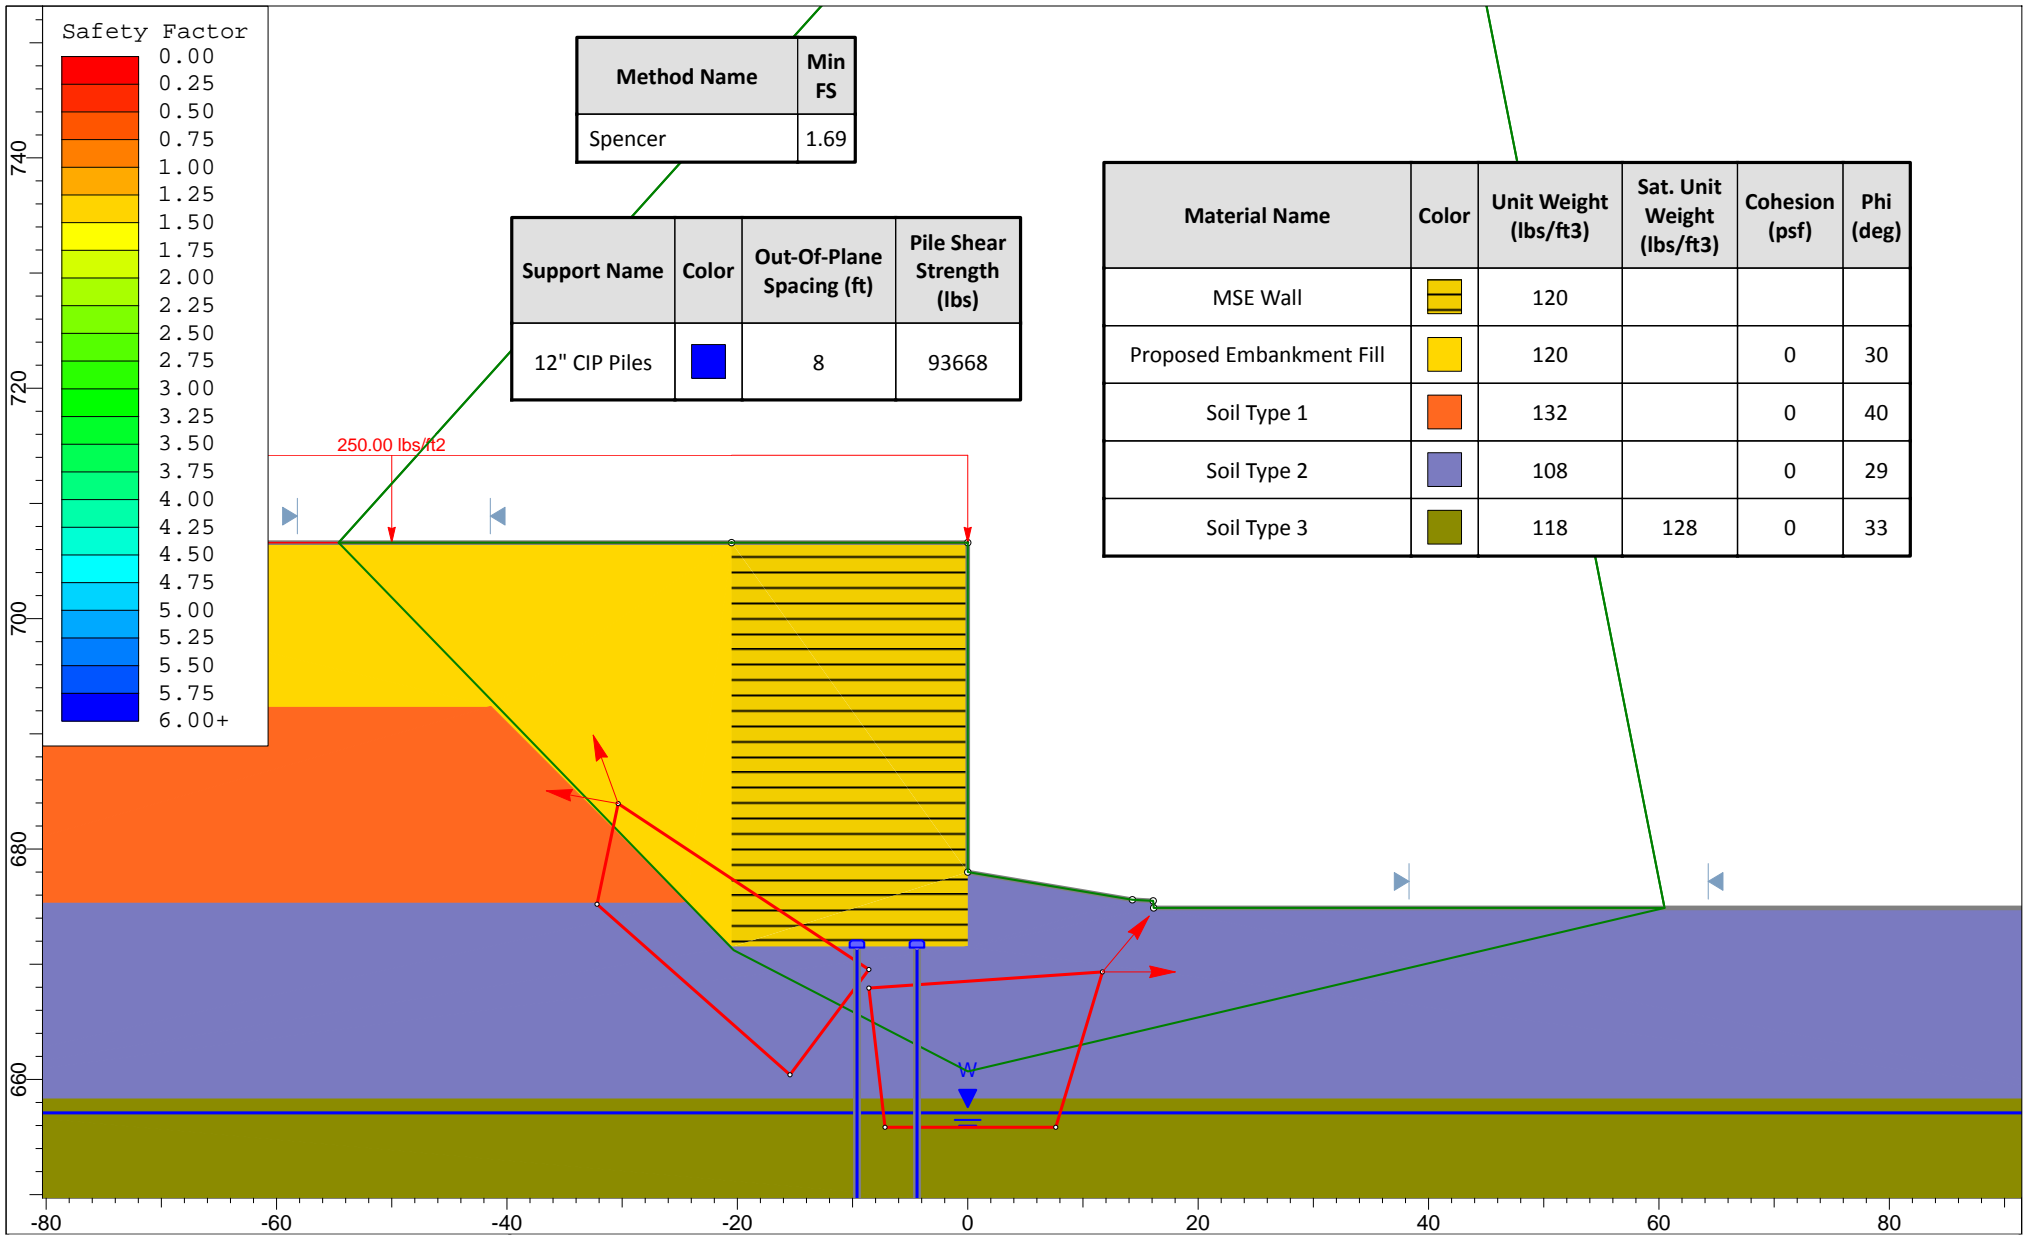 Safety Factor
0.00
0.25
0.50
0.75
1.00
1.25
1.50
1.75
2.00
2.25
2.50
2.75
3.00
3.25
3.50
3.75
4.00
4.25
4.50
4.75
5.00
5.25
5.50
5.75
6.00+
Method Name Min FS
Spencer 1.69
Support Name Color Out-Of-Plane Spacing (ft) Pile Shear Strength (lbs)
12" CIP Piles 8 93668
Material Name Color Unit Weight (lbs/ft3) Sat. Unit Weight (lbs/ft3) Cohesion (psf) Phi (deg)
MSE Wall 120
Proposed Embankment Fill 120 0 30
Soil Type 1 132 0 40
Soil Type 2 108 0 29
Soil Type 3 118 128 0 33
250.00 lbs/ft2
W
740
720
700
680
660
-80 -60 -40 -20 0 20 40 60 80